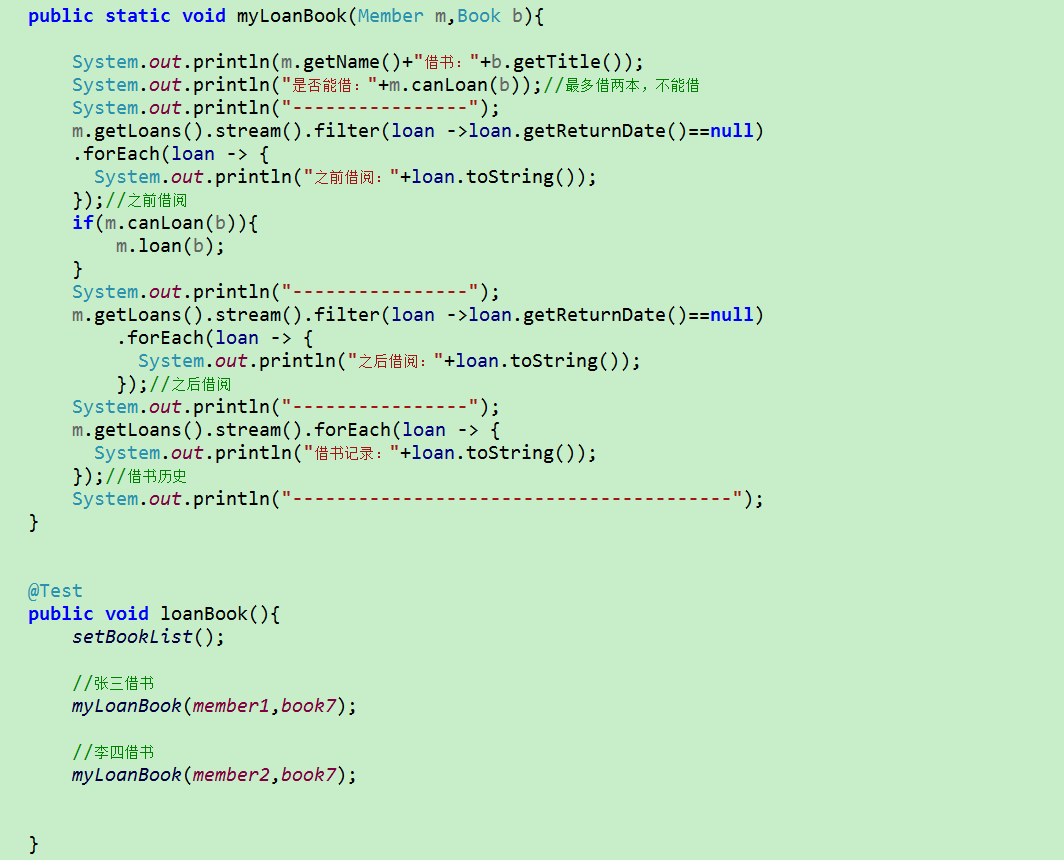 public static void myLoanBook(Member m,Book b){
System.out.println(m.getName()+"借书："+b.getTitle());
System.out.println("是否能借："+m.canLoan(b));//最多借两本，不能借
System.out.println("----------------");
m.getLoans().stream().filter(loan ->loan.getReturnDate()==null)
.forEach(loan -> {
System.out.println("之前借阅："+loan.toString());
});//之前借阅
if(m.canLoan(b)){
m.loan(b);
}
System.out.println("----------------");
m.getLoans().stream().filter(loan ->loan.getReturnDate()==null)
.forEach(loan -> {
System.out.println("之后借阅："+loan.toString());
});//之后借阅
System.out.println("----------------");
m.getLoans().stream().forEach(loan -> {
System.out.println("借书记录："+loan.toString());
});//借书历史
System.out.println("----------------------------------------");
}
@Test
public void loanBook(){
setBookList();
//张三借书
myLoanBook(member1,book7);
//李四借书
myLoanBook(member2,book7);
}